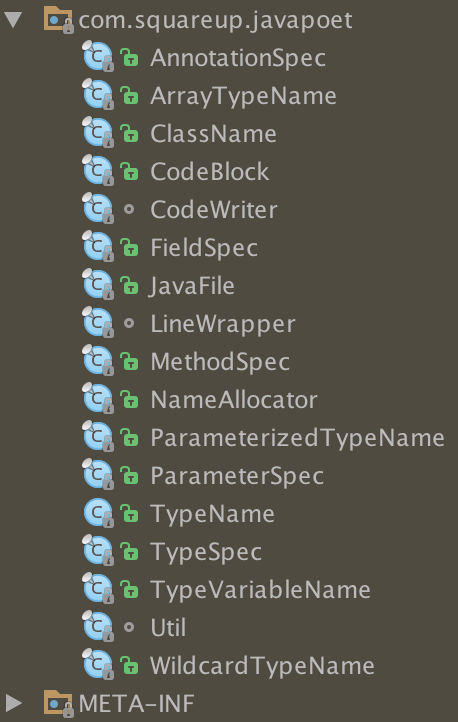 com.squareup.javapoet
AnnotationSpec
ArrayTypeName
ClassName
CodeBlock
CodeWriter
FieldSpec
JavaFile
LineWrapper
MethodSpec
NameAllocator
ParameterizedTypeName
ParameterSpec
TypeName
TypeSpec
TypeVariableName
Util
WildcardTypeName
META-INF